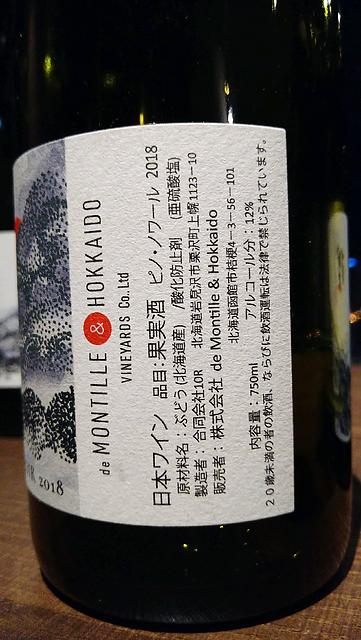 de MONTILLE & HOKKAIDO
VINEYARDS Co,.Ltd
日本ワイン 品目:果実酒 ピノ・ノワール 2018
原材料名:ぶどう(北海道産) /酸化防止剤 (亜硫酸塩)
製造者:合同会社10R 北海道岩見沢市栗沢町上幌1123-10
販売者:株式会社 de Montille & Hokkaido
北海道函館市桔梗4-3-56-101
内容量:750ml アルコール分:12%
20歳未満の者の飲酒、ならびに飲酒運転は法律で禁じられています。
2018